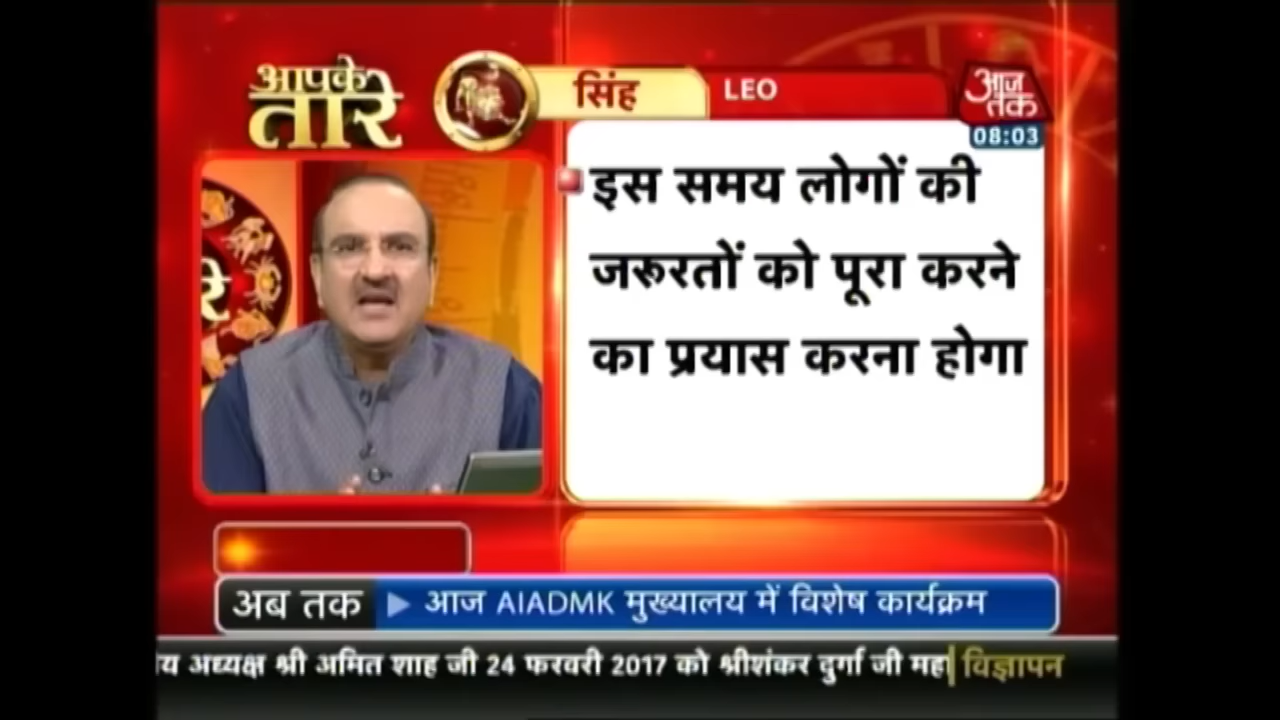 आपके
तारे
सिंह
LEO
आज
तक
08:03
इस समय लोगों की
जरूरतों को पूरा करने
का प्रयास करना होगा
अब तक
आज AIADMK मुख्यालय में विशेष कार्यक्रम
य अध्यक्ष श्री अमित शाह जी 24 फरवरी 2017 को श्रीशंकर दुर्गा जी महा
विज्ञापन